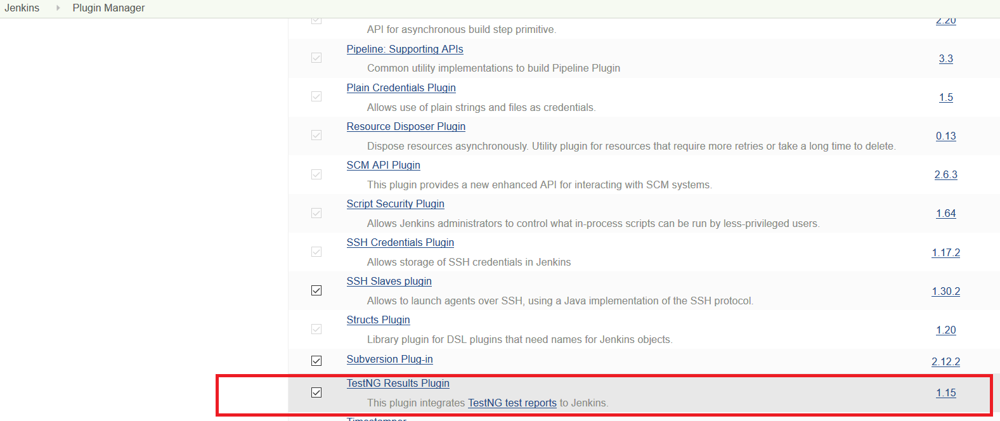 Jenkins Plugin Manager
2.20
API for asynchronous build step primitive.
Pipeline: Supporting APIs
3.3
Common utility implementations to build Pipeline Plugin
Plain Credentials Plugin
1.5
Allows use of plain strings and files as credentials.
Resource Disposer Plugin
0.13
Dispose resources asynchronously. Utility plugin for resources that require more retries or take a long time to delete.
SCM API Plugin
2.6.3
This plugin provides a new enhanced API for interacting with SCM systems.
Script Security Plugin
1.64
Allows Jenkins administrators to control what in-process scripts can be run by less-privileged users.
SSH Credentials Plugin
1.17.2
Allows storage of SSH credentials in Jenkins
SSH Slaves plugin
1.30.2
Allows to launch agents over SSH, using a Java implementation of the SSH protocol.
Structs Plugin
1.20
Library plugin for DSL plugins that need names for Jenkins objects.
Subversion Plug-in
2.12.2
TestNG Results Plugin
1.15
This plugin integrates TestNG test reports to Jenkins.
Timestamper